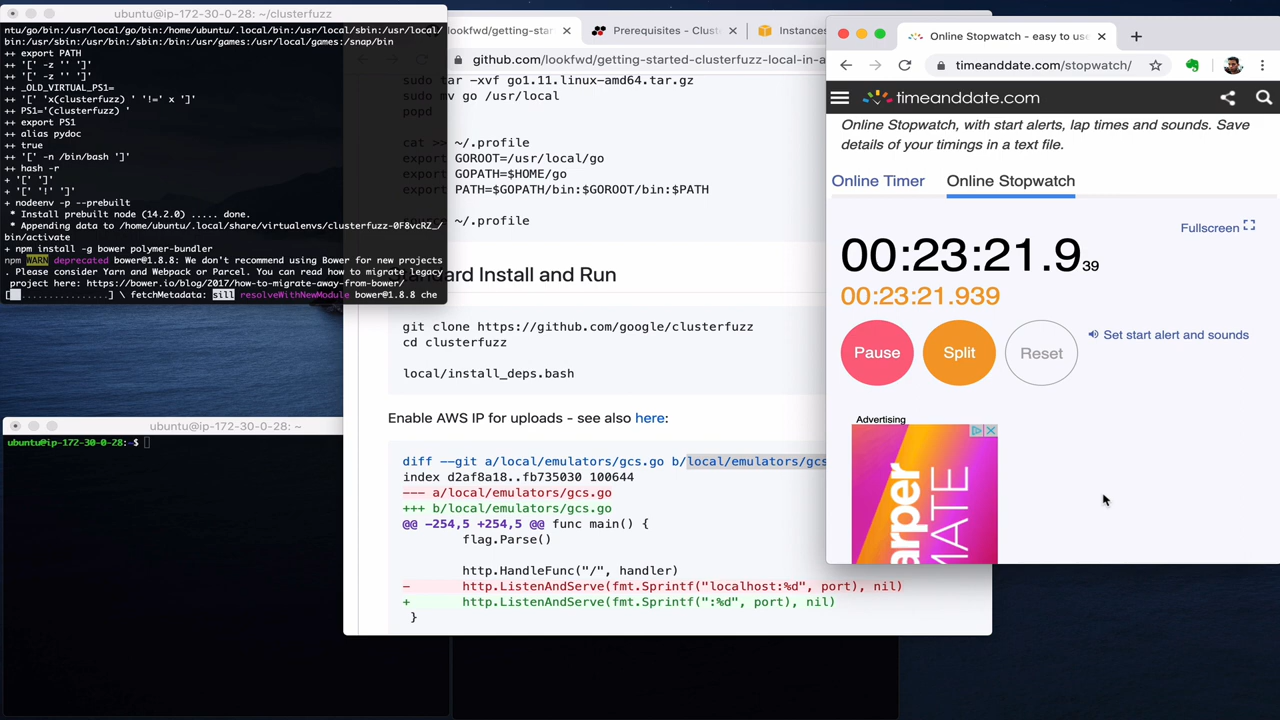 ubuntu@ip-172-30-0-28: ~/clusterfuzz
ntu/go/bin:/usr/local/go/bin:/home/ubuntu/.local/bin:/usr/local/sbin:/usr/local/
bin:/usr/sbin:/usr/bin:/sbin:/bin:/usr/games:/usr/local/games:/snap/bin
++ export PATH
++ '[' -z '' ']'
++ '[' -z '' ']'
++ _OLD_VIRTUAL_PS1=
++ '[' 'x(clusterfuzz) ' '!=' x ']'
++ PS1='(clusterfuzz) '
++ export PS1
++ alias pydoc
++ true
++ '[' -n /bin/bash ']'
++ hash -r
+ '[' ']'
+ '[' '!' ']'
+ nodeenv -p --prebuilt
* Install prebuilt node (14.2.0) ..... done.
* Appending data to /home/ubuntu/.local/share/virtualenvs/clusterfuzz-0F8vcRZ_/
bin/activate
+ npm install -g bower polymer-bundler
npm WARN deprecated bower@1.8.8: We don't recommend using Bower for new projects
. Please consider Yarn and Webpack or Parcel. You can read how to migrate legacy
project here: https://bower.io/blog/2017/how-to-migrate-away-from-bower/
[ ................] \ fetchMetadata: sill resolveWithNewModule bower@1.8.8 che
ubuntu@ip-172-30-0-28: ~
ubuntu@ip-172-30-0-28:~$
lookfwd/getting-star
Prerequisites - Clust
Instances
github.com/lookfwd/getting-started-clusterfuzz-local-in-a
sudo tar -xvf go1.11.linux-amd64.tar.gz
sudo mv go /usr/local
popd
cat >> ~/.profile
export GOROOT=/usr/local/go
export GOPATH=$HOME/go
export PATH=$GOPATH/bin:$GOROOT/bin:$PATH
source ~/.profile
ard Install and Run
git clone https://github.com/google/clusterfuzz
cd clusterfuzz
local/install_deps.bash
Enable AWS IP for uploads - see also here:
diff --git a/local/emulators/gcs.go b/local/emulators/gcs
index d2af8a18..fb735030 100644
--- a/local/emulators/gcs.go
+++ b/local/emulators/gcs.go
@@ -254,5 +254,5 @@ func main() {
flag.Parse()
http.HandleFunc("/", handler)
- http.ListenAndServe(fmt.Sprintf("localhost:%d", port), nil)
+ http.ListenAndServe(fmt.Sprintf(":%d", port), nil)
}
Online Stopwatch - easy to use
timeanddate.com/stopwatch/
timeanddate.com
Online Stopwatch, with start alerts, lap times and sounds. Save
details of your timings in a text file.
Online Timer
Online Stopwatch
Fullscreen
00:23:21.939
00:23:21.939
Pause
Split
Reset
Set start alert and sounds
Advertising
arper
MATE